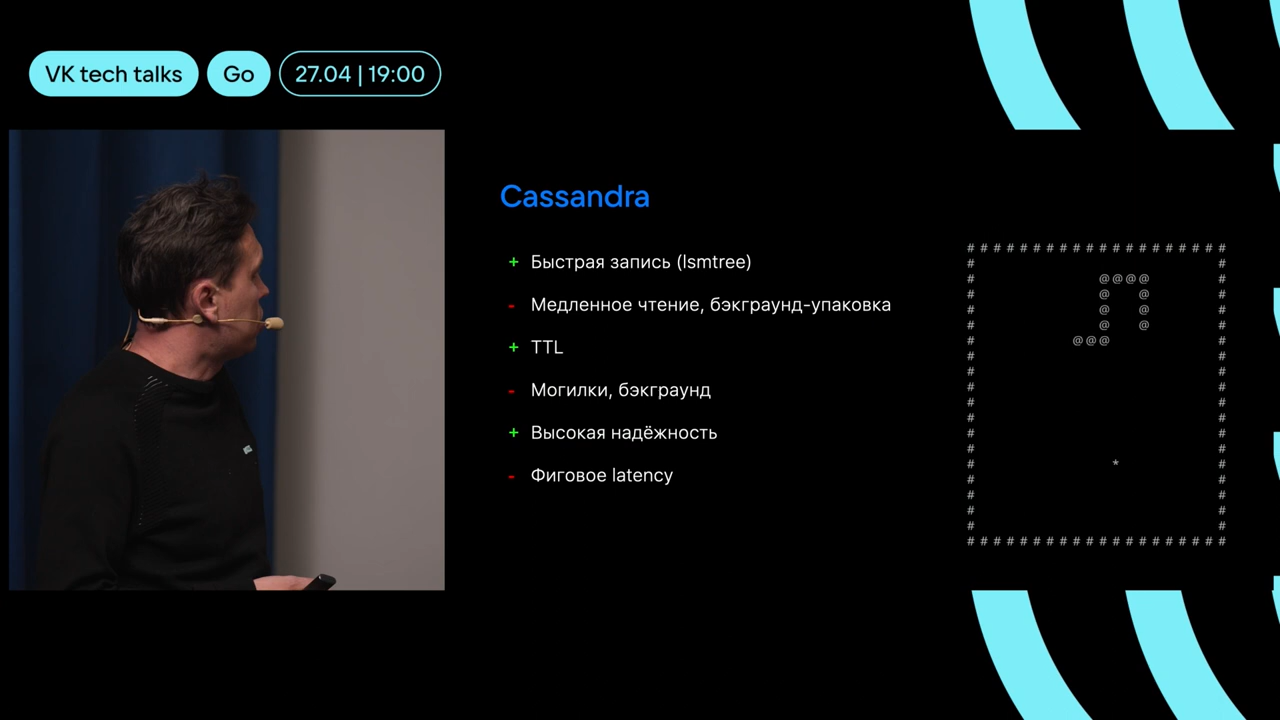 VK tech talks
Go
27.04 | 19:00
Cassandra
+ Быстрая запись (lsmtree)
- Медленное чтение, бэкграунд-упаковка
+ TTL
- Могилки, бэкграунд
+ Высокая надёжность
- Фиговое latency
# # # # # # # # # # # # # # # # # # # #
# #
# @ @ @ @ #
# @ @ #
# @ @ #
# @ @ #
# @ @ @ #
# #
# #
# #
# #
# #
# #
# #
# * #
# #
# #
# #
# #
# # # # # # # # # # # # # # # # # # # #